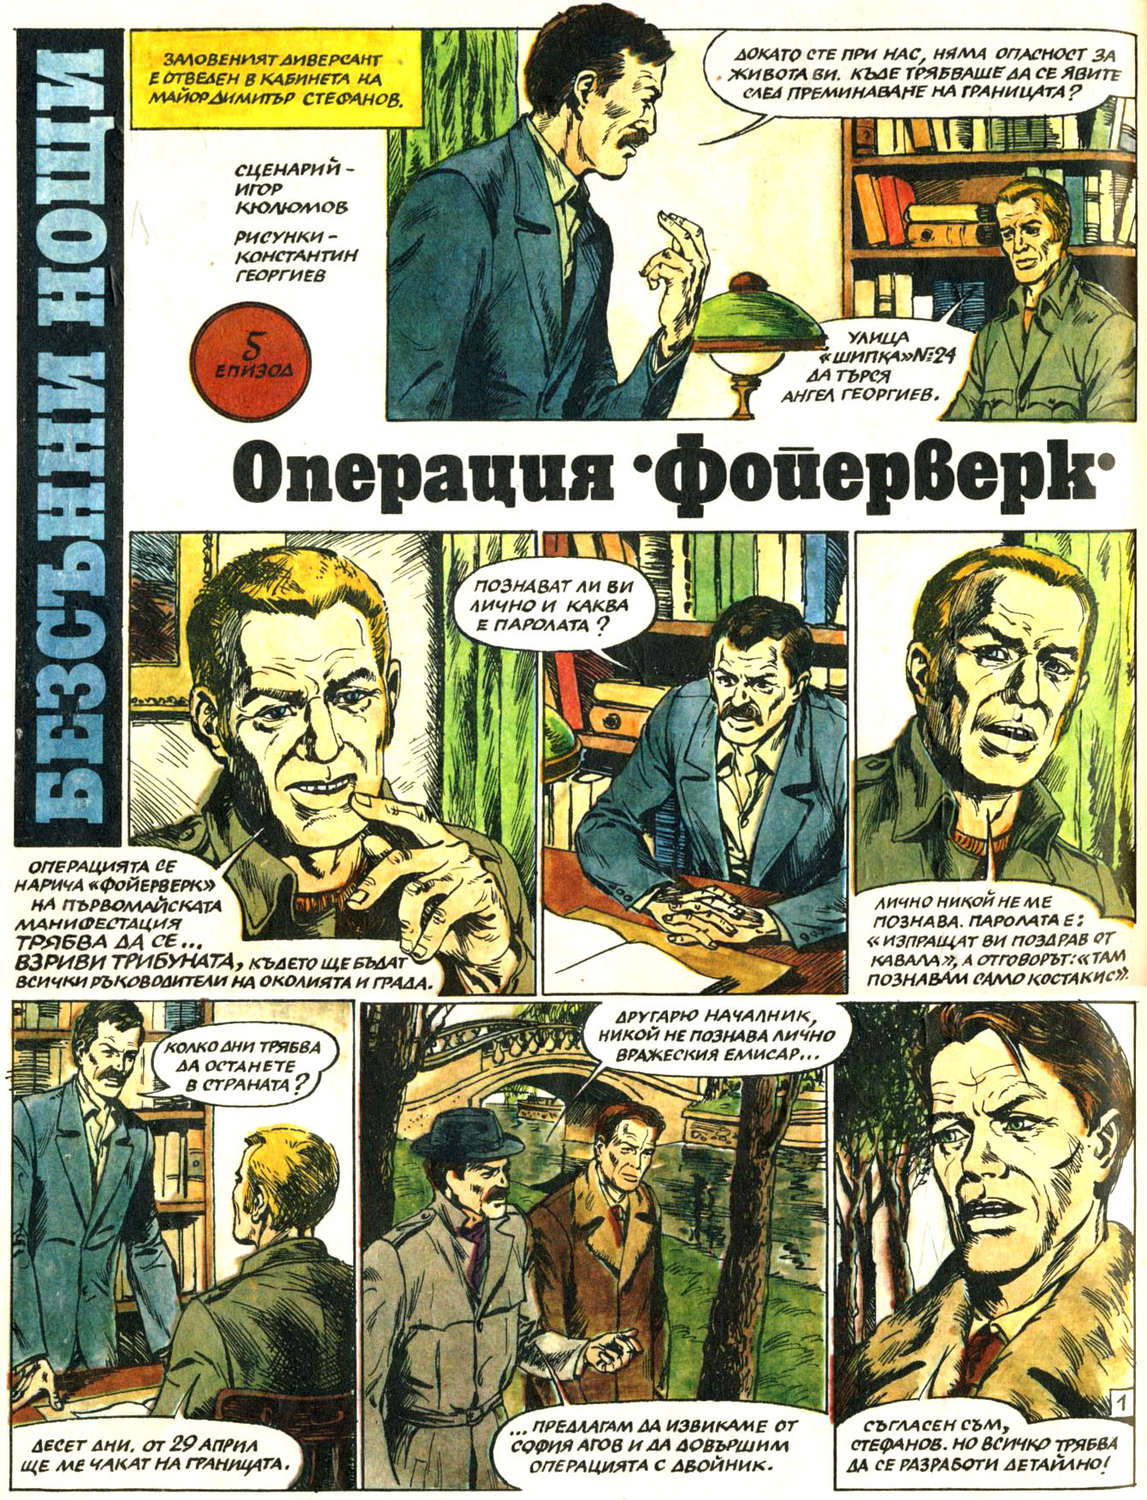 БЕЗСЪННИ НОЩИ
ЗАЛОВЕНИЯТ ДИВЕРСАНТ
Е ОТВЕДЕН В КАБИНЕТА НА
МАЙОР ДИМИТЪР СТЕФАНОВ.
СЦЕНАРИЙ –
ИГОР
КЮЛЮМОВ
РИСУНКИ –
КОНСТАНТИН
ГЕОРГИЕВ
5
ЕПИЗОД
ДОКАТО СТЕ ПРИ НАС, НЯМА ОПАСНОСТ ЗА
ЖИВОТА ВИ. КЪДЕ ТРЯБВАШЕ ДА СЕ ЯВИТЕ
СЛЕД ПРЕМИНАВАНЕ НА ГРАНИЦАТА?
УЛИЦА
«ШИПКА» №24
ДА ТЪРСЯ
АНГЕЛ ГЕОРГИЕВ.
Операция •Фойерверк•
ОПЕРАЦИЯТА СЕ
НАРИЧА «ФОЙЕРВЕРК»
НА ПЪРВОМАЙСКАТА
МАНИФЕСТАЦИЯ
ТРЯБВА ДА СЕ...
ВЗРИВИ ТРИБУНАТА, КЪДЕТО ЩЕ БЪДАТ
ВСИЧКИ РЪКОВОДИТЕЛИ НА ОКОЛИЯТА И ГРАДА.
ПОЗНАВАТ ЛИ ВИ
ЛИЧНО И КАКВА
Е ПАРОЛАТА?
ЛИЧНО НИКОЙ НЕ МЕ
ПОЗНАВА. ПАРОЛАТА Е:
«ИЗПРАЩАТ ВИ ПОЗДРАВ ОТ
КАВАЛА», А ОТГОВОРЪТ: «ТАМ
ПОЗНАВАМ САМО КОСТАКИС».
КОЛКО ДНИ ТРЯБВА
ДА ОСТАНЕТЕ
В СТРАНАТА?
ДЕСЕТ ДНИ. ОТ 29 АПРИЛ
ЩЕ МЕ ЧАКАТ НА ГРАНИЦАТА.
ДРУГАРЮ НАЧАЛНИК,
НИКОЙ НЕ ПОЗНАВА ЛИЧНО
ВРАЖЕСКИЯ ЕМИСАР...
...ПРЕДЛАГАМ ДА ИЗВИКАМЕ ОТ
СОФИЯ АГОВ И ДА ДОВЪРШИМ
ОПЕРАЦИЯТА С ДВОЙНИК.
СЪГЛАСЕН СЪМ,
СТЕФАНОВ. НО ВСИЧКО ТРЯБВА
ДА СЕ РАЗРАБОТИ ДЕТАЙЛНО!
1